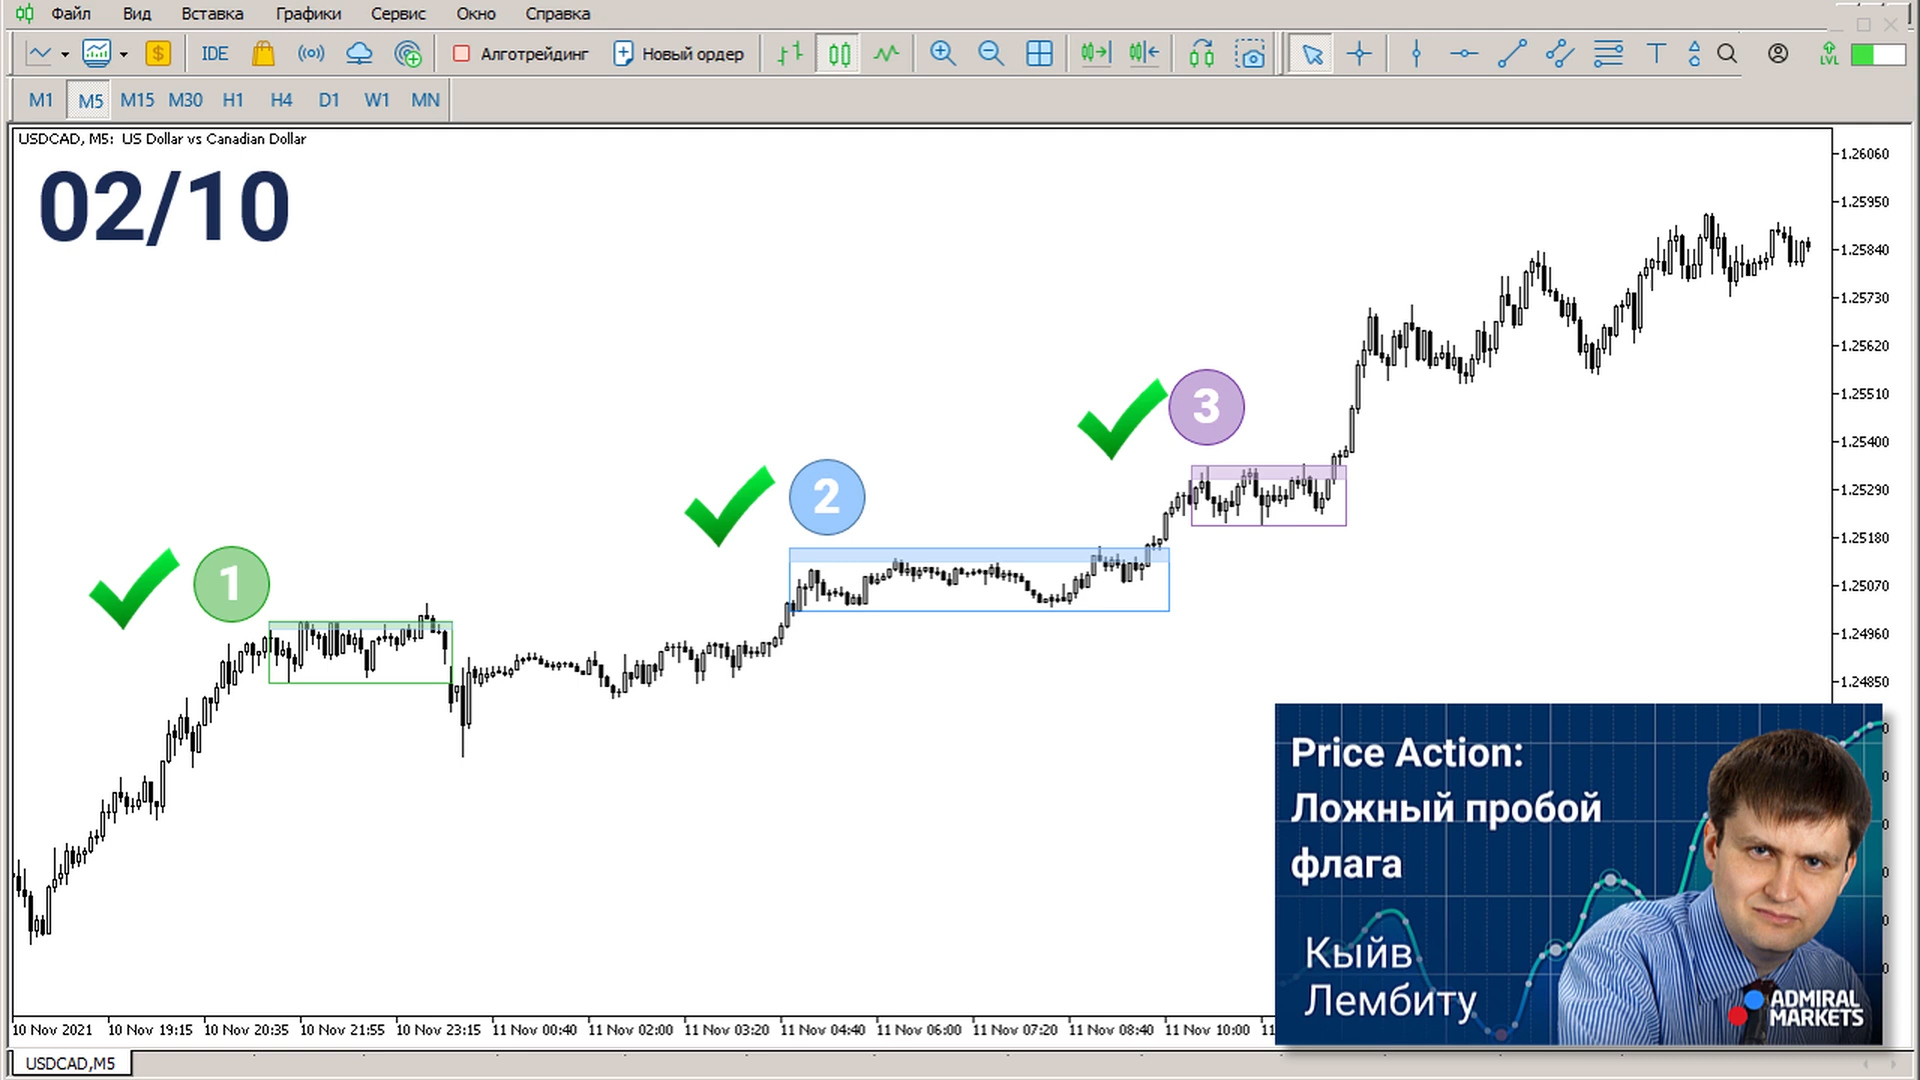 Файл Вид Вставка Графики Сервис Окно Справка
IDE Алготрейдинг Новый ордер T LVL
M1 M5 M15 M30 H1 H4 D1 W1 MN
USDCAD, M5: US Dollar vs Canadian Dollar
02/10
1.26060
1.25950
1.25840
1.25730
1.25620
1.25510
1.25400
1.25290
1.25180
1.25070
1.24960
1.24850
3
2
1
Price Action:
Ложный пробой
флага
Кыйв
Лембиту
ADMIRAL
MARKETS
10 Nov 2021 10 Nov 19:15 10 Nov 20:35 10 Nov 21:55 10 Nov 23:15 11 Nov 00:40 11 Nov 02:00 11 Nov 03:20 11 Nov 04:40 11 Nov 06:00 11 Nov 07:20 11 Nov 08:40 11 Nov 10:00
USDCAD,M5